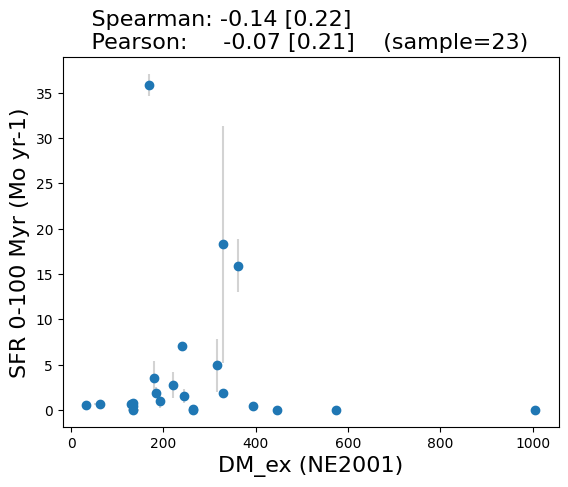 Spearman: -0.14 [0.22]
Pearson: -0.07 [0.21] (sample=23)
SFR 0-100 Myr (Mo yr-1)
35
30
25
20
15
10
5
0
0 200 400 600 800 1000
DM_ex (NE2001)